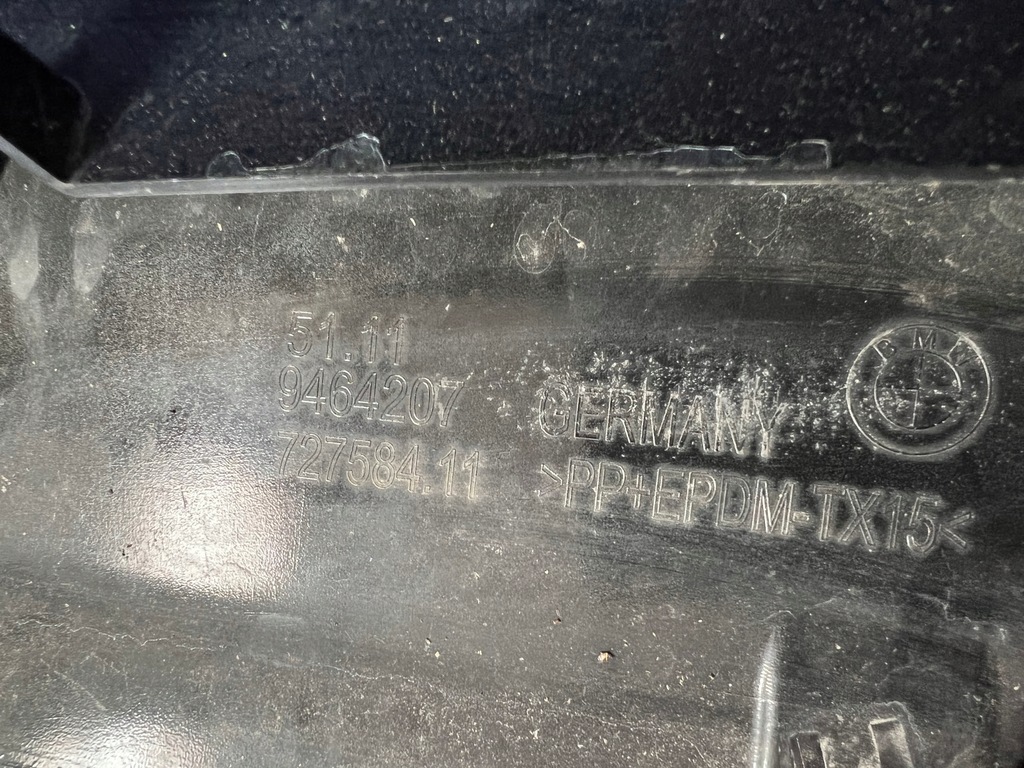 51.11
9464207
727584.11
GERMANY
>PP+EPDM-TX15<
BMW